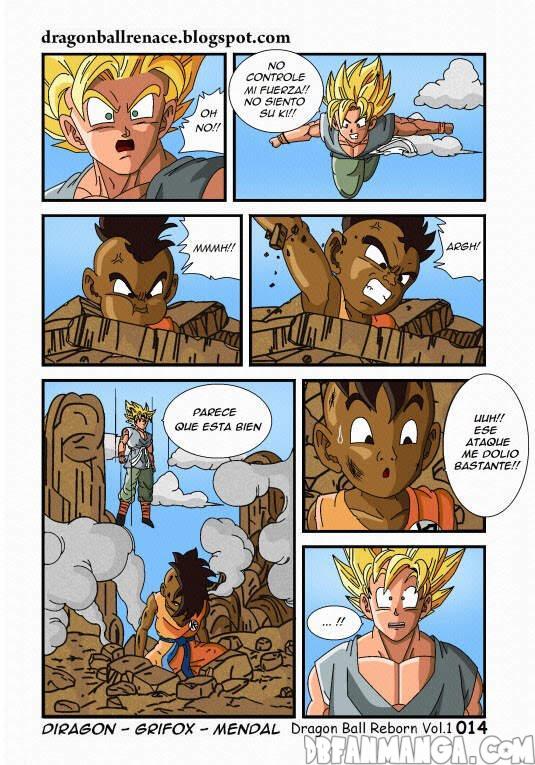 dragonballrenace.blogspot.com
OH
NO!!
NO
CONTROLE
MI FUERZA!!
NO SIENTO
SU KI!!
MMMH!!
ARGH!
PARECE
QUE ESTA BIEN
UUH!!
ESE
ATAQUE
ME DOLIO
BASTANTE!!
... !!
DIRAGON - GRIFOX - MENDAL Dragon Ball Reborn Vol.1 014
DBFANMANGA.COM